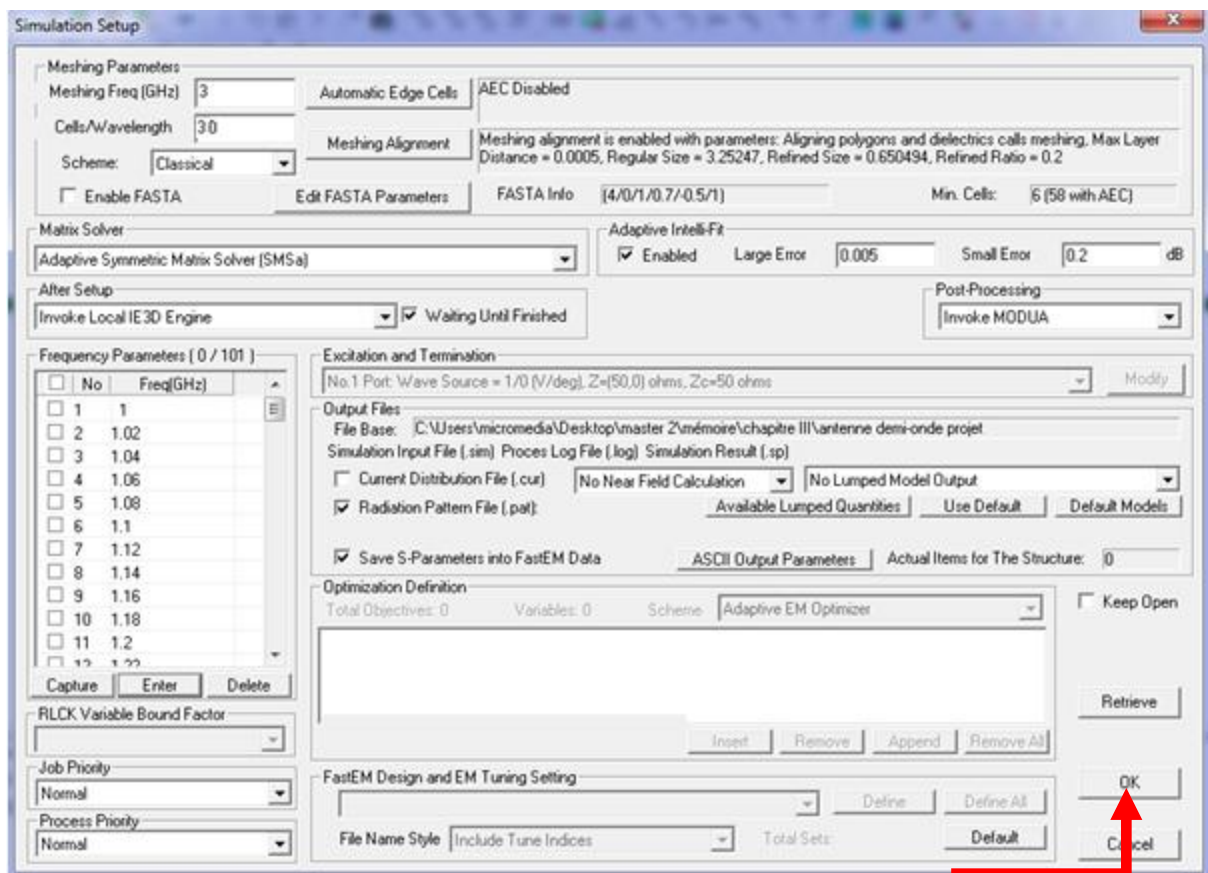 Simulation Setup
Meshing Parameters
Meshing Freq (GHz) 3
Automatic Edge Cells
AEC Disabled
Cells/Wavelength 30
Meshing Alignment
Meshing alignment is enabled with parameters: Aligning polygons and dielectrics calls meshing, Max Layer
Distance = 0.0005, Regular Size = 3.25247, Refined Size = 0.650494, Refined Ratio = 0.2
Scheme: Classical
Enable FASTA
Edit FASTA Parameters
FASTA Info (4/0/1/0.7/-0.5/1)
Min. Cells: 6 (58 with AEC)
Matrix Solver
Adaptive Symmetric Matrix Solver (SMSa)
Adaptive Intelli-Fit
Enabled Large Error 0.005 Small Error 0.2 dB
After Setup
Invoke Local IE3D Engine
Waiting Until Finished
Post-Processing
Invoke MODUA
Frequency Parameters ( 0 / 101 )
No Freq(GHz)
1 1
2 1.02
3 1.04
4 1.06
5 1.08
6 1.1
7 1.12
8 1.14
9 1.16
10 1.18
11 1.2
12 1.22
Capture Enter Delete
Excitation and Termination
No.1 Port: Wave Source = 1/0 (V/deg), Z=(50,0) ohms, Zc=50 ohms
Modify
Output Files
File Base: C:\Users\micromedia\Desktop\master 2\mémoire\chapitre III\antenne demi-onde projet
Simulation Input File (.sim) Proces Log File (.log) Simulation Result (.sp)
Current Distribution File (.cur)
No Near Field Calculation
No Lumped Model Output
Radiation Pattern File (.pat):
Available Lumped Quantities
Use Default
Default Models
Save S-Parameters into FastEM Data
ASCII Output Parameters
Actual Items for The Structure: 0
Optimization Definition
Total Objectives: 0 Variables: 0 Scheme Adaptive EM Optimizer
Insert Remove Append Remove All
Keep Open
Retrieve
RLCK Variable Bound Factor
Job Priority
Normal
Process Priority
Normal
FastEM Design and EM Tuning Setting
Define Define All
File Name Style Include Tune Indices
Total Sets:
Default
OK
Cancel